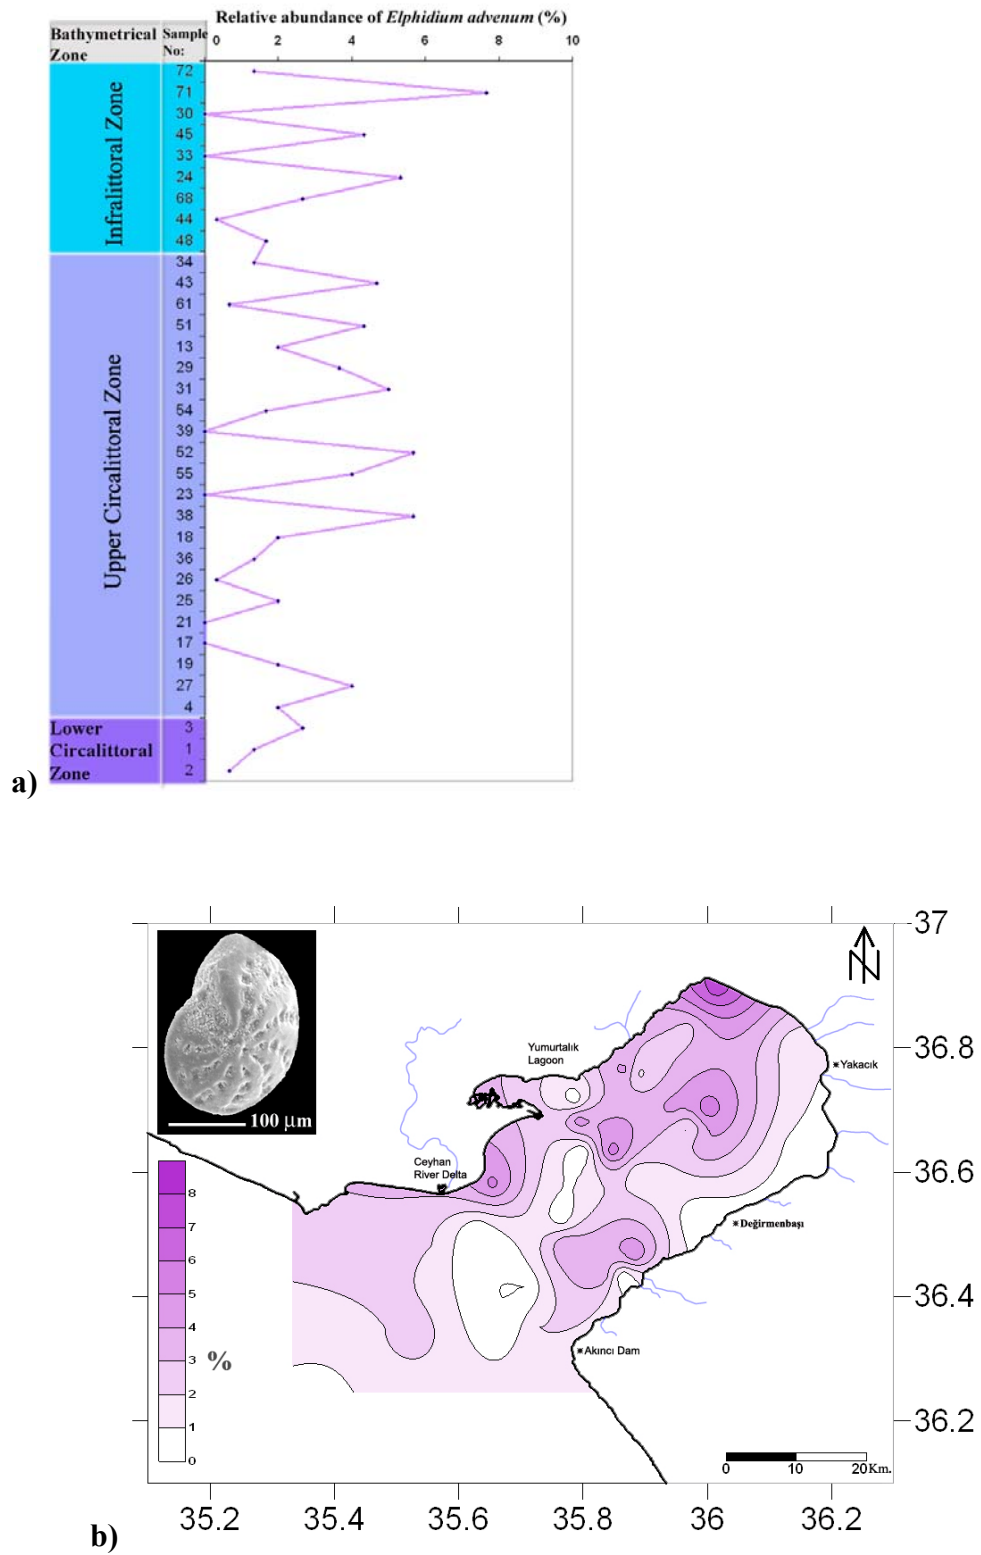 Relative abundance of Elphidium advenum (%)
Bathymetrical Zone
Sample No:
0 2 4 6 8 10
Infralittoral Zone
72
71
30
45
33
24
68
44
48
Upper Circalittoral Zone
34
43
61
51
13
29
31
54
39
52
55
23
38
18
36
26
25
21
17
19
27
4
Lower
Circalittoral
Zone
3
1
2
a)
37
N
100 µm
Yumurtalık
Lagoon
36.8
Yakacık
Ceyhan
River Delta
36.6
Değirmenbaşı
8
7
6
5
4
3
2
1
0
%
36.4
Akıncı Dam
36.2
0 10 20Km.
35.2 35.4 35.6 35.8 36 36.2
b)